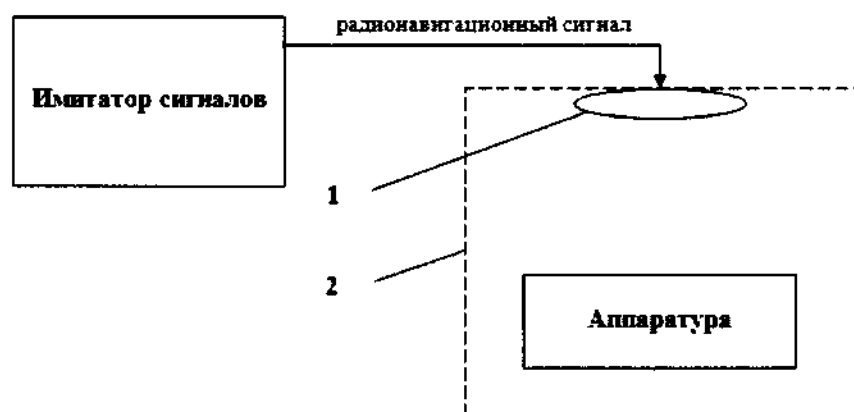 радионавигационный сигнал
Имитатор сигналов
1
2
Аппаратура